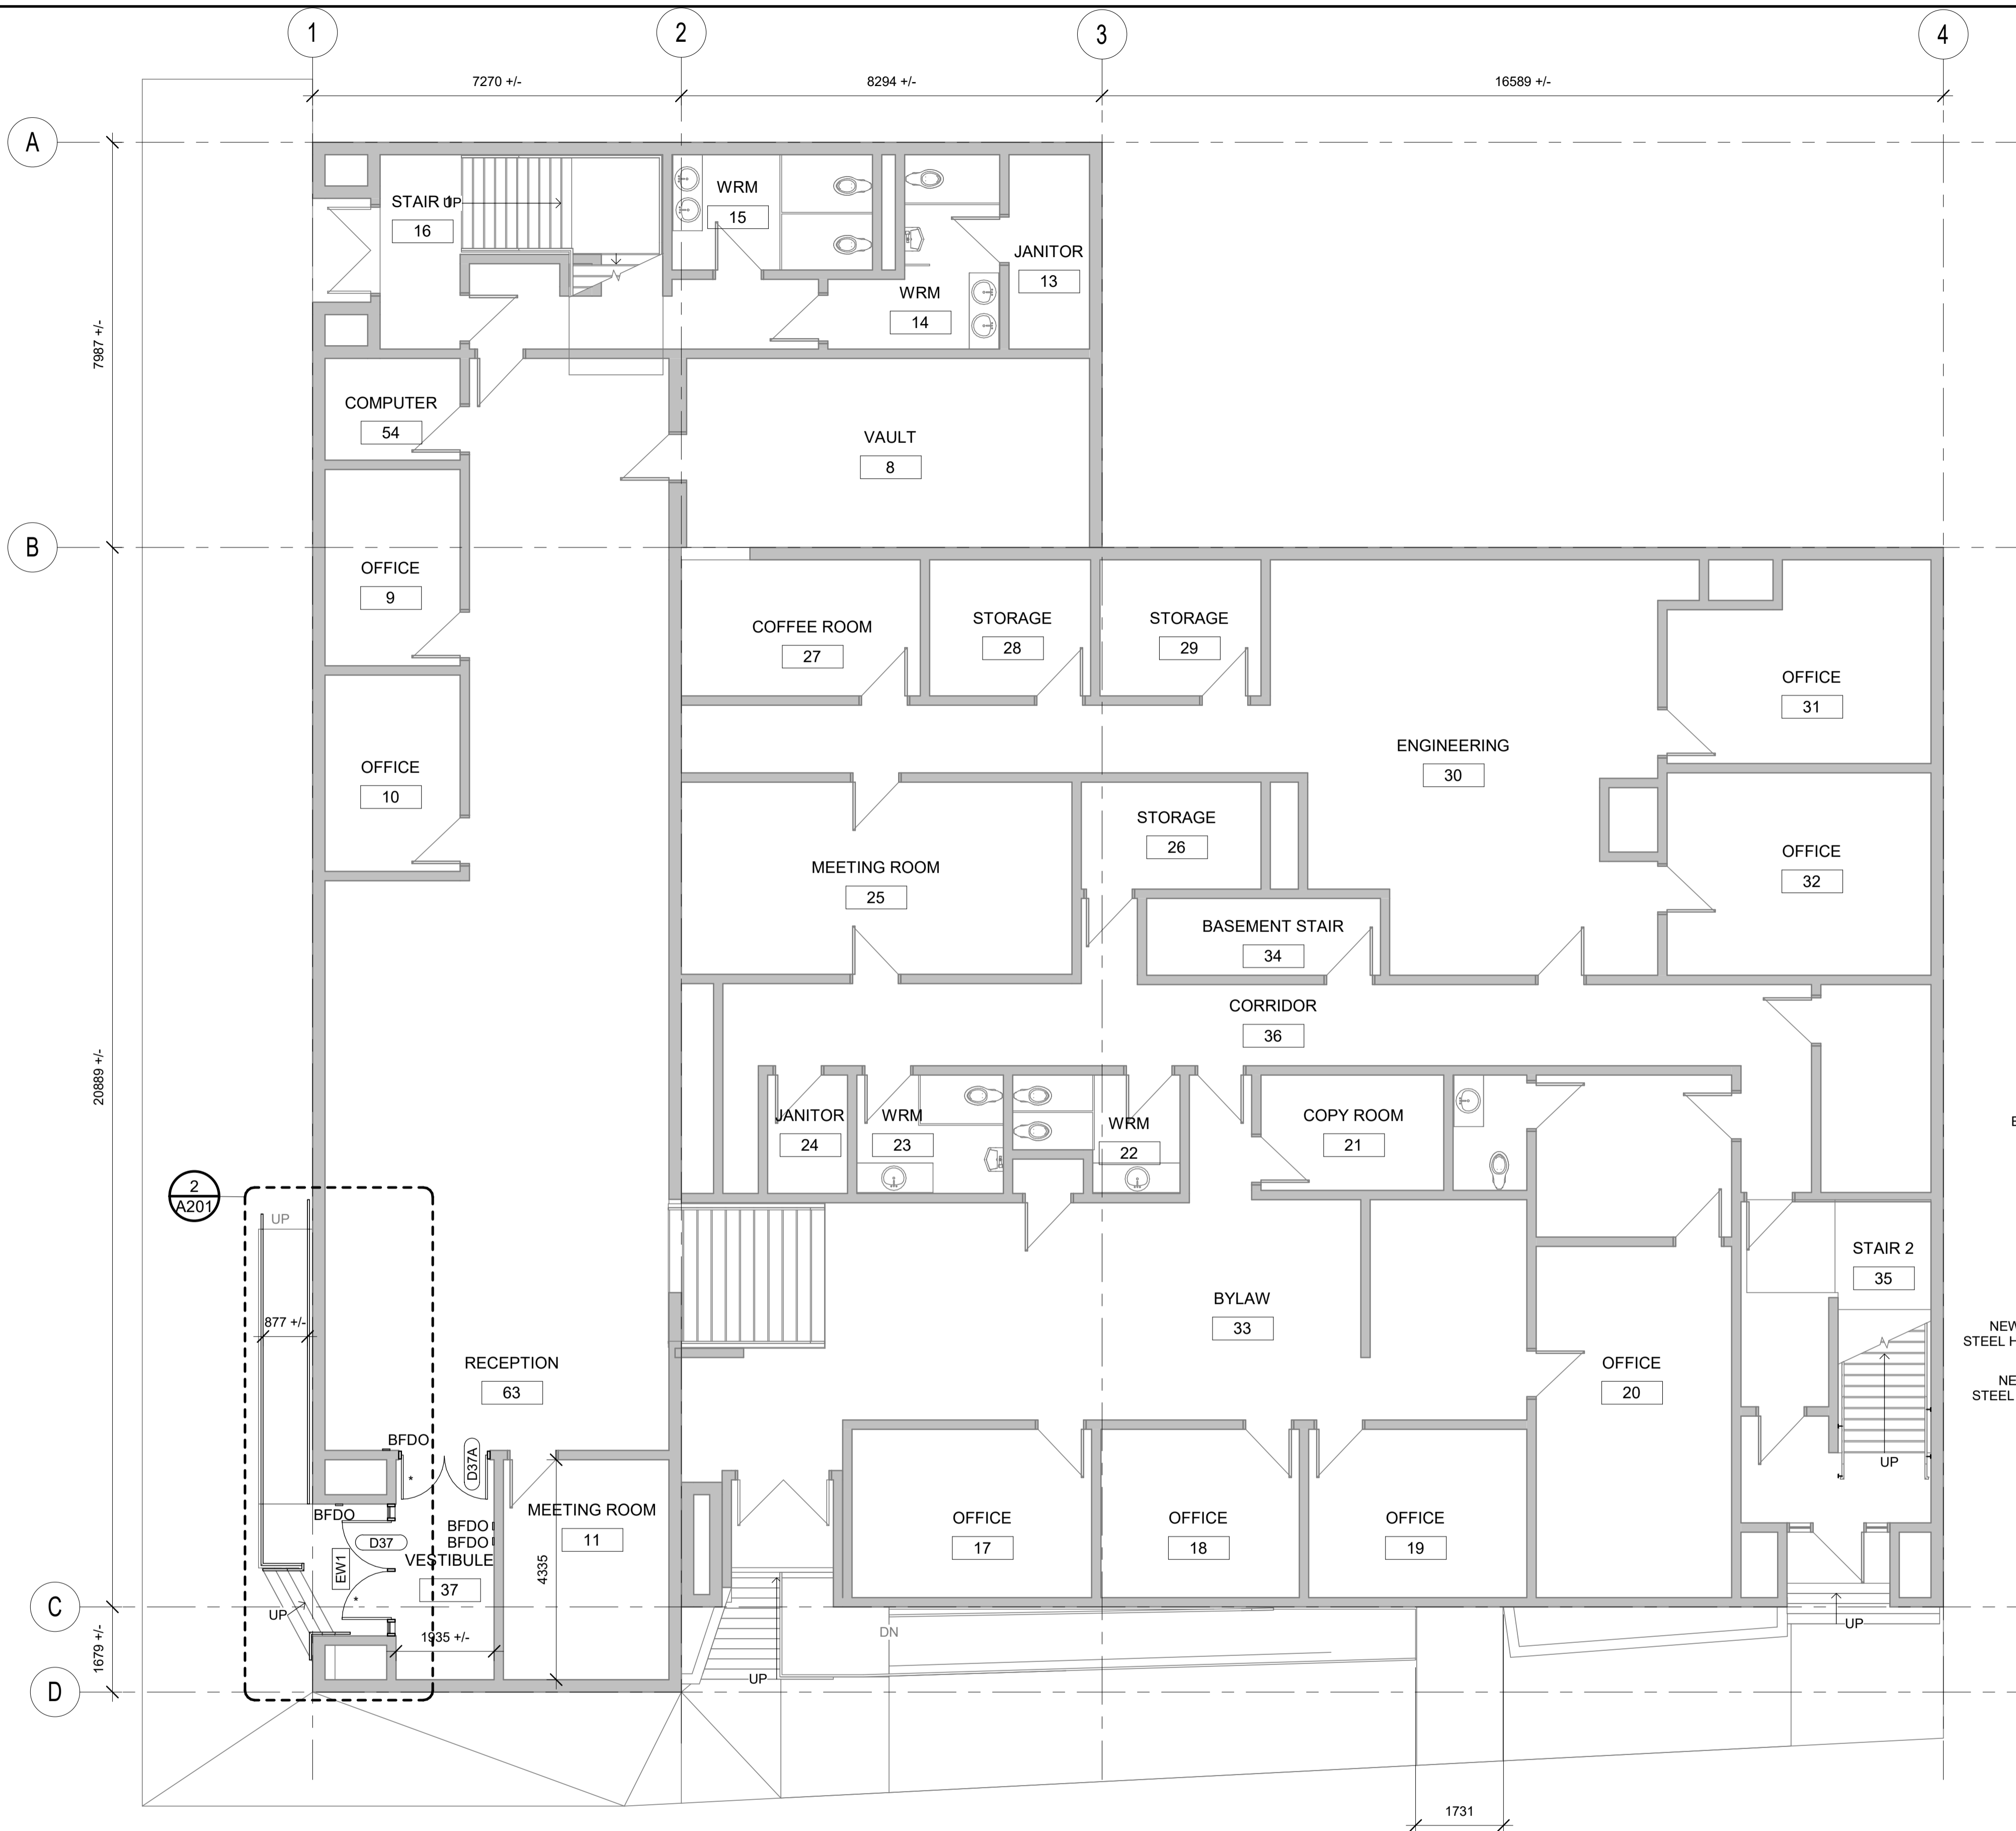 1
2
3
4
7270 +/-
8294 +/-
16589 +/-
A
STAIR 1
UP
16
WRM
15
JANITOR
13
WRM
14
7987 +/-
COMPUTER
54
VAULT
8
B
OFFICE
9
COFFEE ROOM
27
STORAGE
28
STORAGE
29
OFFICE
31
ENGINEERING
30
OFFICE
10
STORAGE
26
MEETING ROOM
25
OFFICE
32
BASEMENT STAIR
34
CORRIDOR
36
20889 +/-
JANITOR
24
WRM
23
WRM
22
COPY ROOM
21
2
A201
UP
STAIR 2
35
877 +/-
BYLAW
33
RECEPTION
63
OFFICE
20
STEEL
UP
BFDO
D37A
*
BFDO
BFDO
BFDO
D37
EW1
VESTIBULE
37
*
MEETING ROOM
11
4335
OFFICE
17
OFFICE
18
OFFICE
19
C
UP
1679 +/-
1935 +/-
DN
UP
UP
D
1731